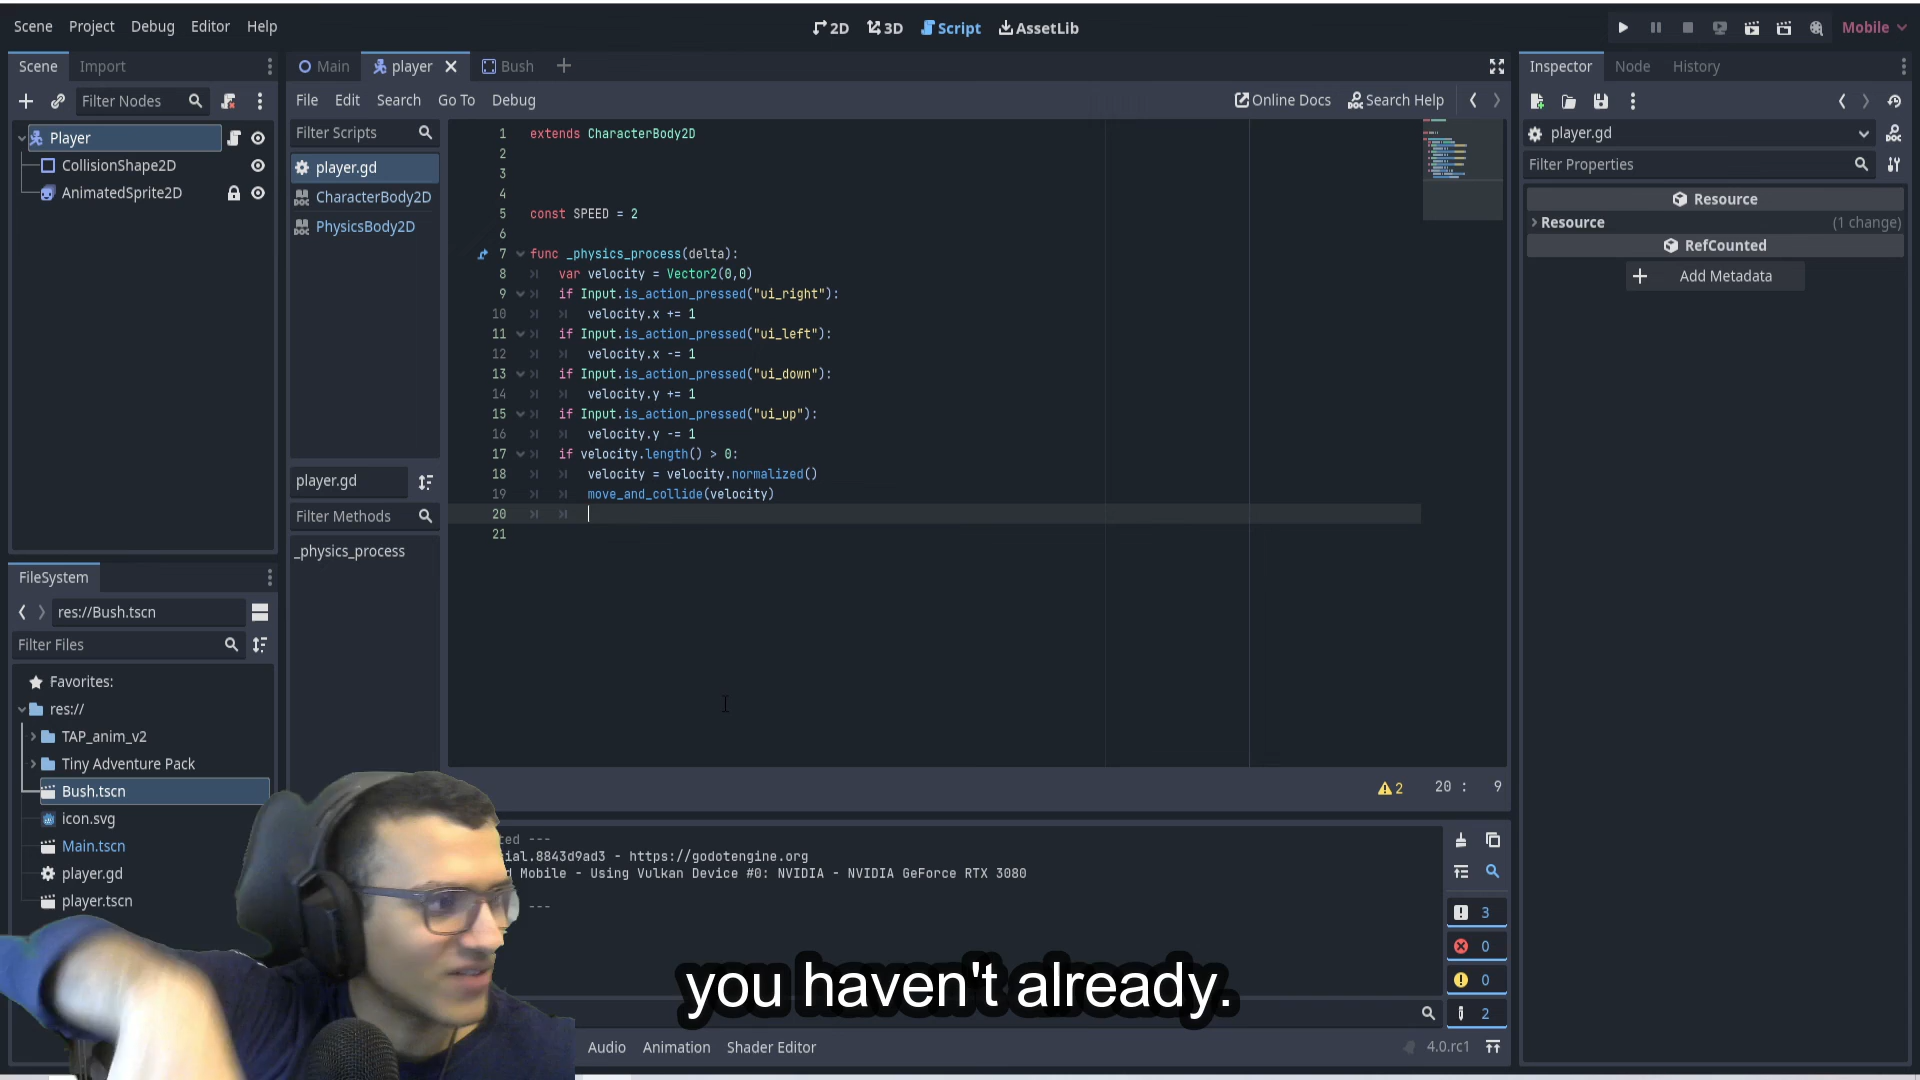 Scene Project Debug Editor Help
2D 3D Script AssetLib
Mobile
Scene Import
Filter Nodes
Player
CollisionShape2D
AnimatedSprite2D
Main player Bush
File Edit Search Go To Debug
Online Docs Search Help
Filter Scripts
player.gd
CharacterBody2D
PhysicsBody2D
player.gd
Filter Methods
_physics_process
1 extends CharacterBody2D
2
3
4
5 const SPEED = 2
6
7 func _physics_process(delta):
8 var velocity = Vector2(0,0)
9 if Input.is_action_pressed("ui_right"):
10 velocity.x += 1
11 if Input.is_action_pressed("ui_left"):
12 velocity.x -= 1
13 if Input.is_action_pressed("ui_down"):
14 velocity.y += 1
15 if Input.is_action_pressed("ui_up"):
16 velocity.y -= 1
17 if velocity.length() > 0:
18 velocity = velocity.normalized()
19 move_and_collide(velocity)
20
21
2 20 : 9
Inspector Node History
player.gd
Filter Properties
Resource
Resource (1 change)
RefCounted
Add Metadata
FileSystem
res://Bush.tscn
Filter Files
Favorites:
res://
TAP_anim_v2
Tiny Adventure Pack
Bush.tscn
icon.svg
Main.tscn
player.gd
player.tscn
ted ---
ial.8843d9ad3 - https://godotengine.org
d Mobile - Using Vulkan Device #0: NVIDIA - NVIDIA GeForce RTX 3080
---
3
0
0
2
you haven't already.
Audio Animation Shader Editor
4.0.rc1